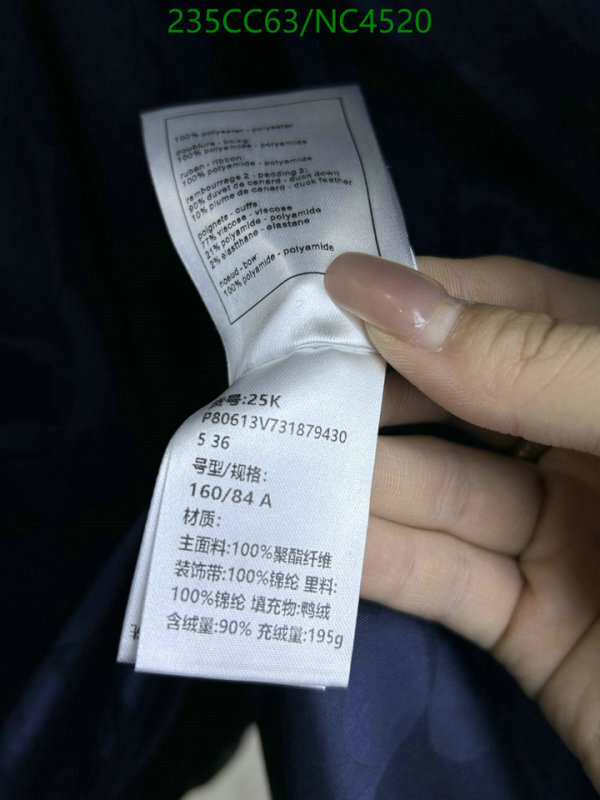 235CC63/NC4520
100% polyester - polyester
doublure - lining:
100% polyamide - polyamide
ruban - ribbon:
100% polyamide - polyamide
rembourrage 2 - padding 2:
90% duvet de canard - duck down
10% plume de canard - duck feather
poignets - cuffs:
77% viscose - viscose
21% polyamide - polyamide
2% elasthanne - elastane
noeud - bow:
100% polyamide - polyamide
号:25K
P80613V731879430
5 36
号型/规格:
160/84 A
材质:
主面料:100%聚酯纤维
装饰带:100%锦纶 里料:
100%锦纶 填充物:鸭绒
含绒量:90% 充绒量:195g